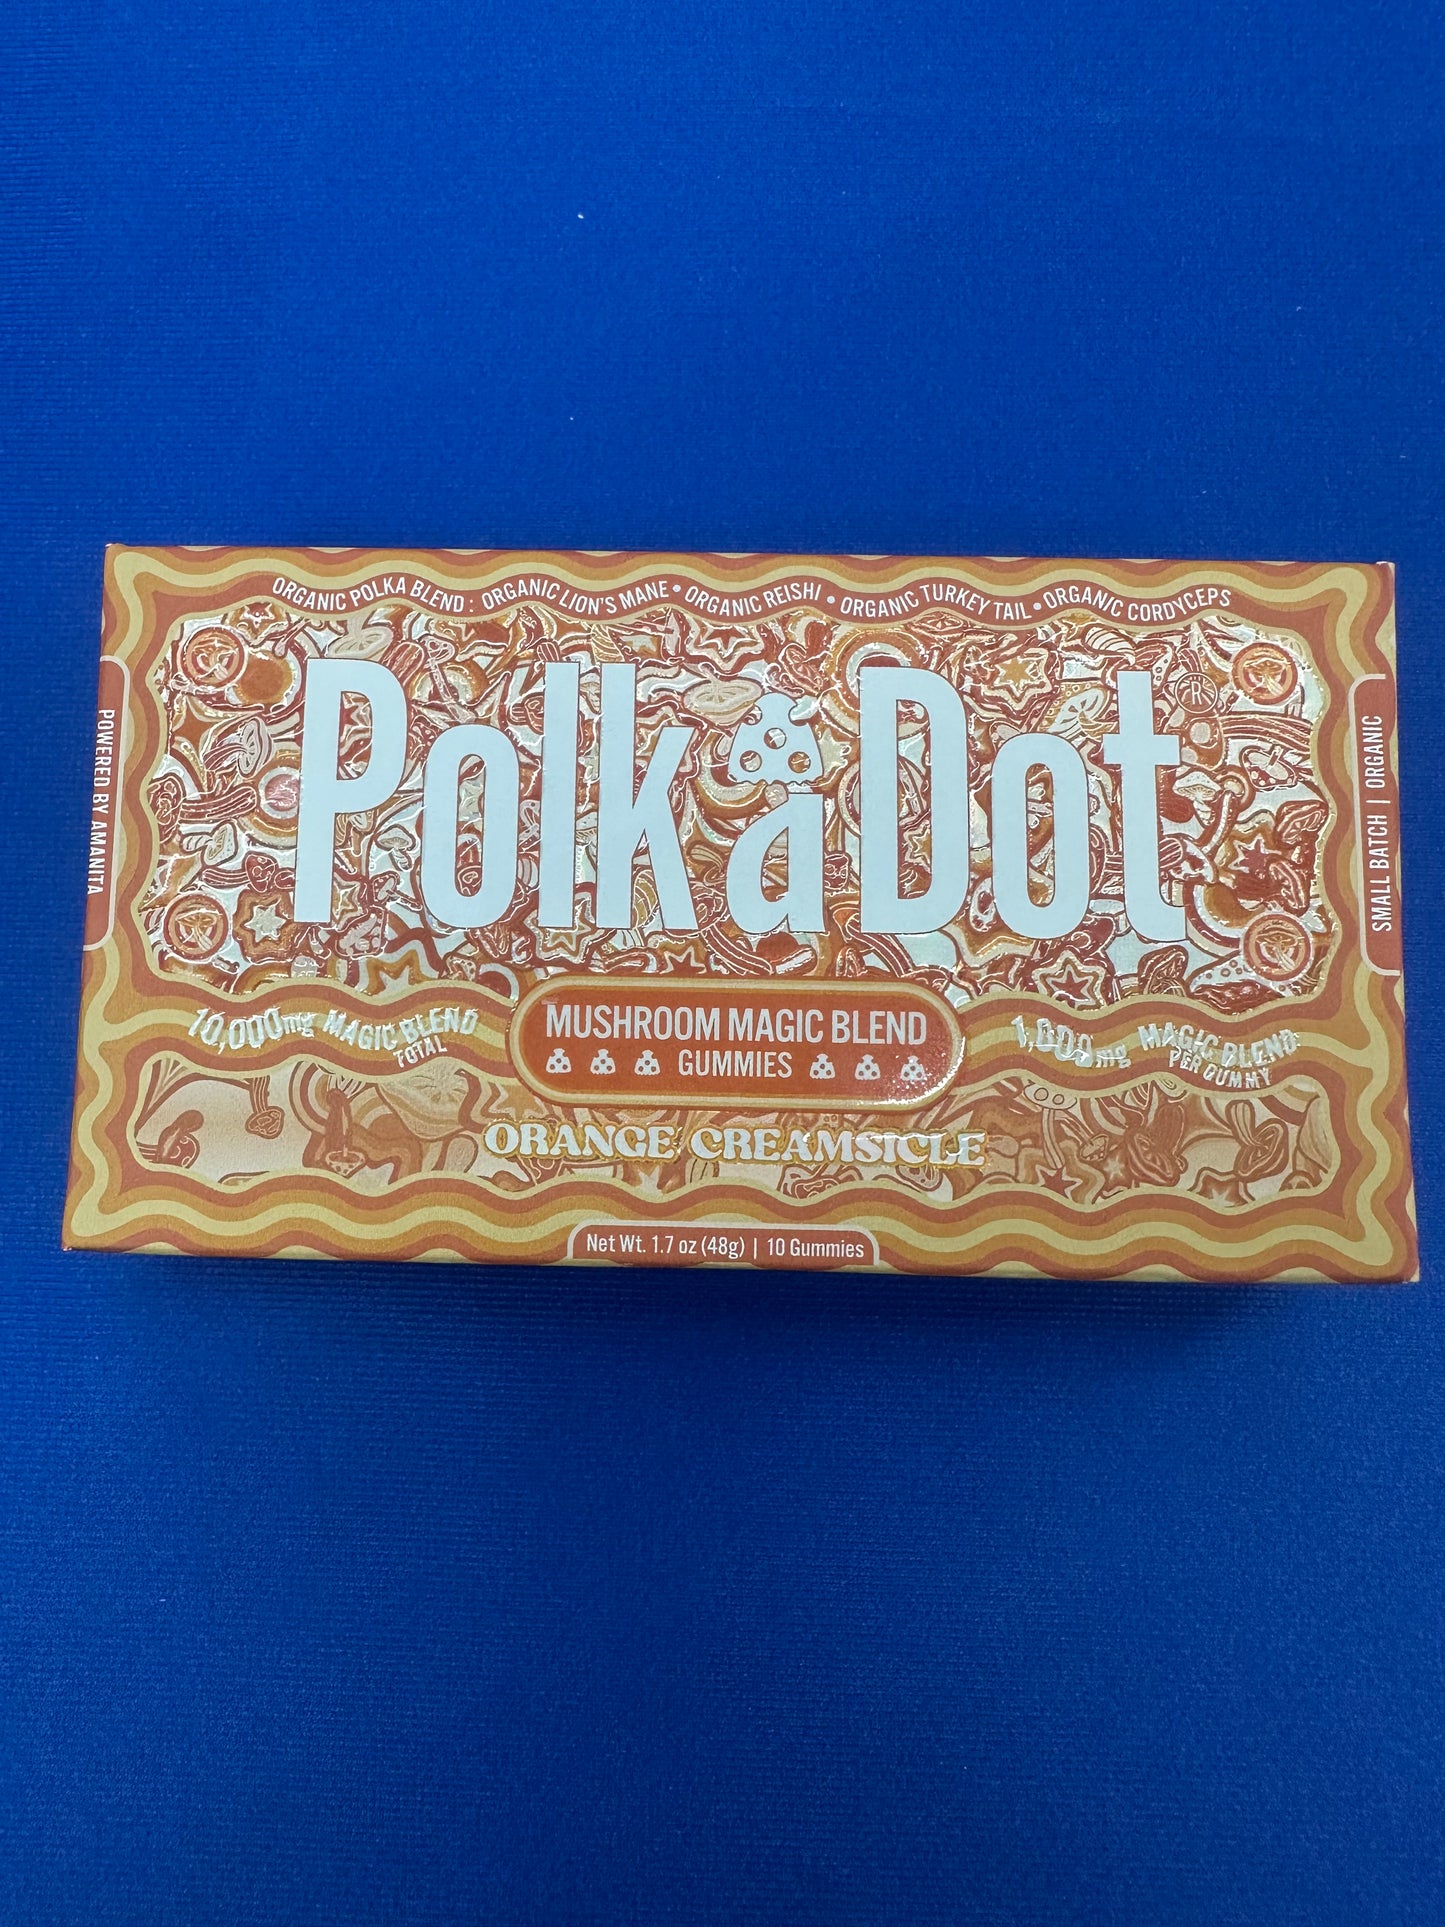 ORGANIC POLKA BLEND : ORGANIC LION'S MANE • ORGANIC REISHI • ORGANIC TURKEY TAIL • ORGANIC CORDYCEPS
POWERED BY AMANITA
PolkaDot
R
SMALL BATCH | ORGANIC
10,000mg MAGIC BLEND
TOTAL
MUSHROOM MAGIC BLEND
GUMMIES
1,000mg MAGIC BLEND
PER GUMMY
ORANGE CREAMSICLE
Net Wt. 1.7 oz (48g) | 10 Gummies